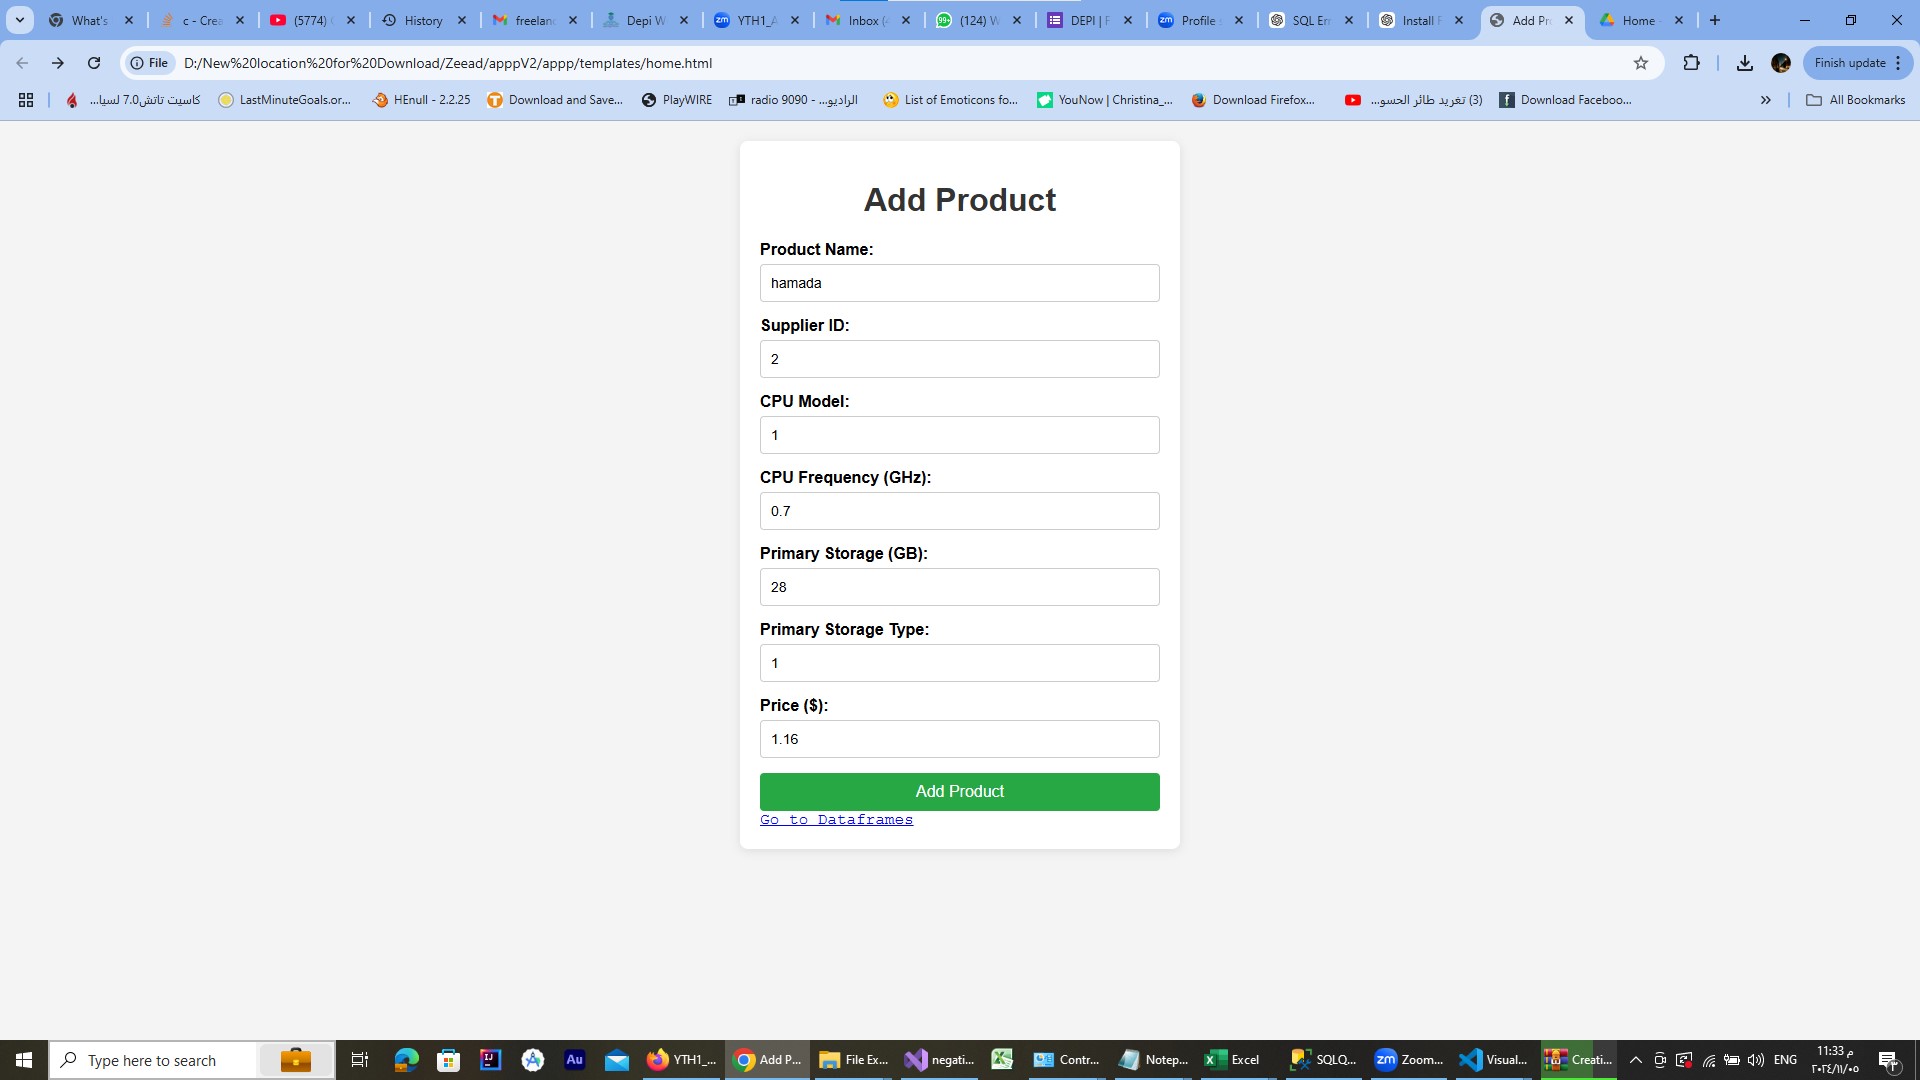 What's
c - Crea
(5774)
History
freelanc
Depi W
YTH1_A
Inbox (
(124) W
DEPI | F
Profile
SQL Er
Install F
Add Pro
Home -
File
D:/New%20location%20for%20Download/Zeead/apppV2/appp/templates/home.html
Finish update
كاسيت تاتش7.0 لسيا...
LastMinuteGoals.or...
HEnull - 2.2.25
Download and Save...
PlayWIRE
radio 9090 - الراديو...
List of Emoticons fo...
YouNow | Christina_...
Download Firefox...
(3) تغريد طائر الحسو...
Download Faceboo...
All Bookmarks
Add Product
Product Name:
hamada
Supplier ID:
2
CPU Model:
1
CPU Frequency (GHz):
0.7
Primary Storage (GB):
28
Primary Storage Type:
1
Price ($):
1.16
Add Product
Go to Dataframes
Type here to search
YTH1_...
Add P...
File Ex...
negati...
Contr...
Notep...
Excel
SQLQ...
Zoom...
Visual...
Creati...
ENG
11:33 م
٢٠٢٤/١١/٠٥